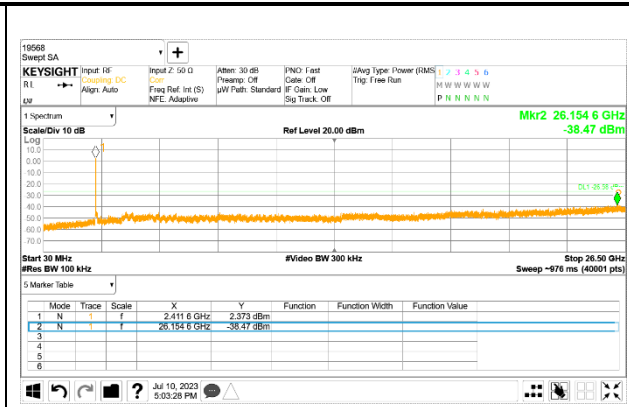 19568
Swept SA
+
KEYSIGHT Input: RF Input Z: 50 Ω Atten: 30 dB PNO: Fast #Avg Type: Power (RMS 1 2 3 4 5 6
RL Coupling: DC Corr Preamp: Off Gate: Off Trig: Free Run M W W W W W
Align: Auto Freq Ref: Int (S) µW Path: Standard IF Gain: Low
NFE: Adaptive Sig Track: Off P N N N N N
1 Spectrum
Mkr2 26.154 6 GHz
Scale/Div 10 dB Ref Level 20.00 dBm -38.47 dBm
Log
10.0
0.00
10.0
20.0
30.0
40.0
50.0
60.0
-70.0
1
Start 30 MHz #Video BW 300 kHz Stop 26.50 GHz
#Res BW 100 kHz Sweep ~976 ms (40001 pts)
5 Marker Table
Mode Trace Scale X Y Function Function Width Function Value
1 N 1 f 2.411 6 GHz 2.373 dBm
2 N 1 f 26.154 6 GHz -38.47 dBm
3
4
5
6
? Jul 10, 2023
5:03:28 PM